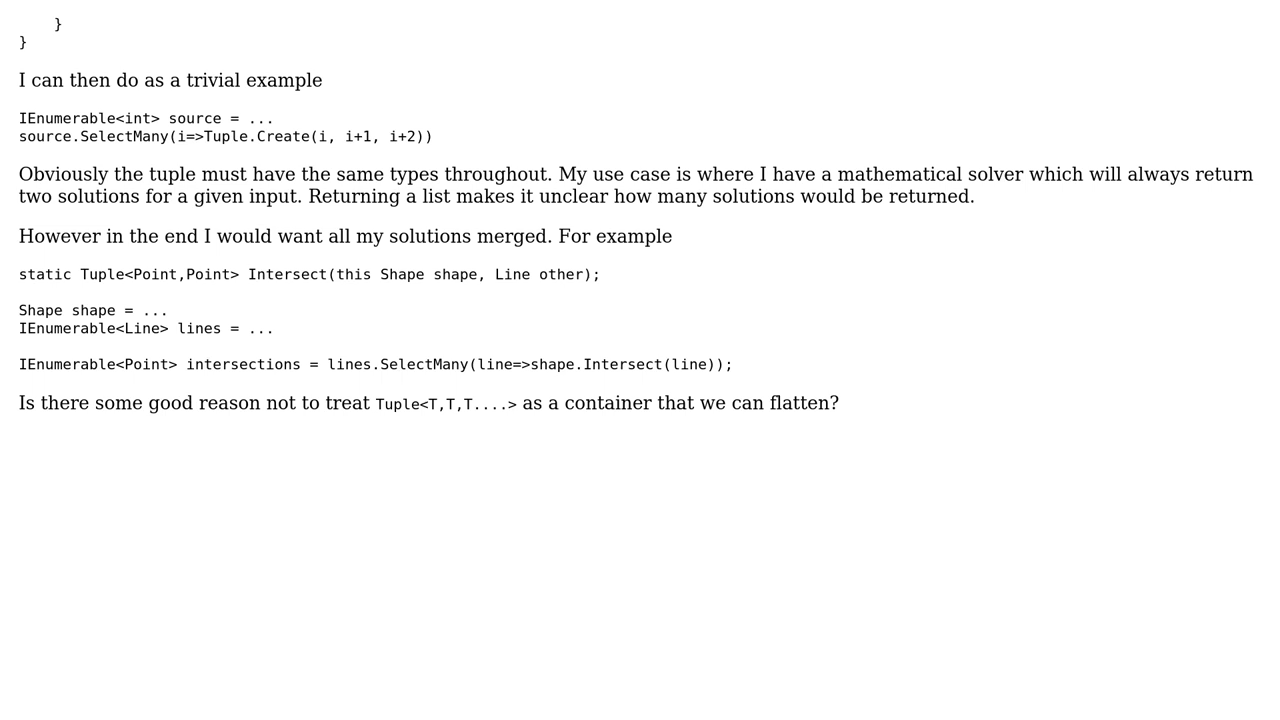 }
}
I can then do as a trivial example
IEnumerable<int> source = ...
source.SelectMany(i=>Tuple.Create(i, i+1, i+2))
Obviously the tuple must have the same types throughout. My use case is where I have a mathematical solver which will always return
two solutions for a given input. Returning a list makes it unclear how many solutions would be returned.
However in the end I would want all my solutions merged. For example
static Tuple<Point,Point> Intersect(this Shape shape, Line other);
Shape shape = ...
IEnumerable<Line> lines = ...
IEnumerable<Point> intersections = lines.SelectMany(line=>shape.Intersect(line));
Is there some good reason not to treat Tuple<T,T,T....> as a container that we can flatten?